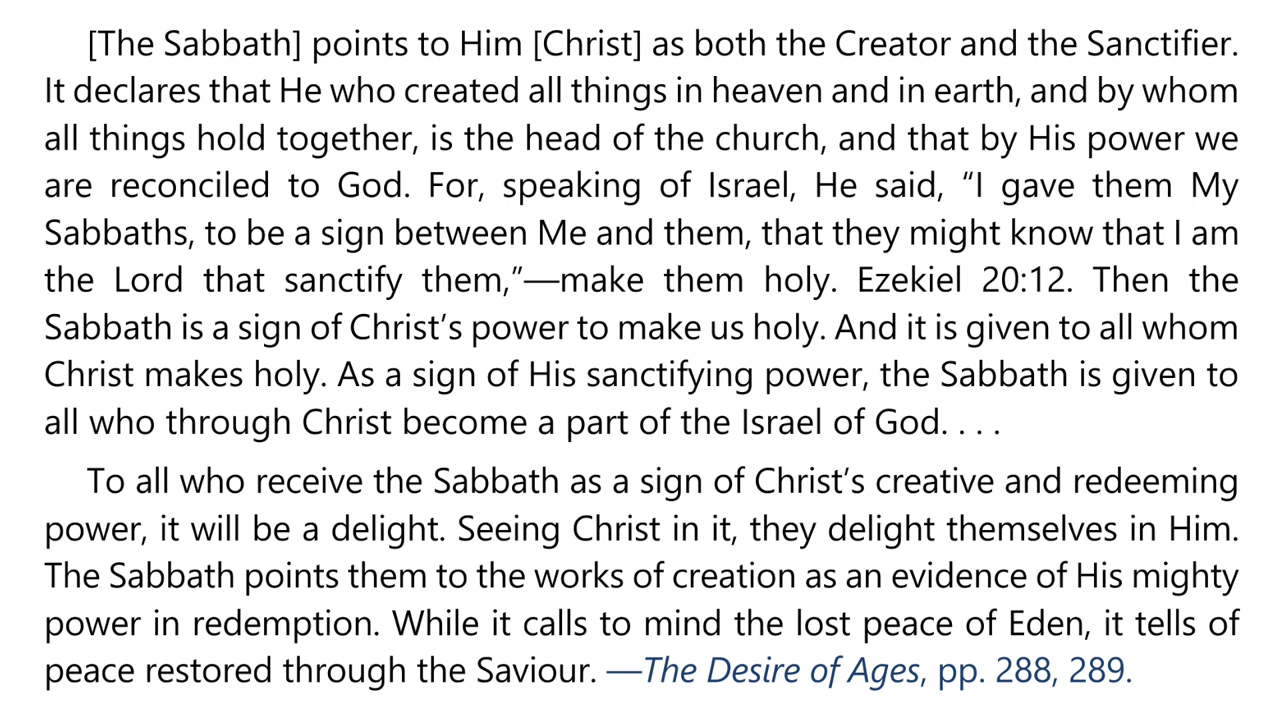 [The Sabbath] points to Him [Christ] as both the Creator and the Sanctifier.
It declares that He who created all things in heaven and in earth, and by whom
all things hold together, is the head of the church, and that by His power we
are reconciled to God. For, speaking of Israel, He said, “I gave them My
Sabbaths, to be a sign between Me and them, that they might know that I am
the Lord that sanctify them,”—make them holy. Ezekiel 20:12. Then the
Sabbath is a sign of Christ’s power to make us holy. And it is given to all whom
Christ makes holy. As a sign of His sanctifying power, the Sabbath is given to
all who through Christ become a part of the Israel of God. . . .
To all who receive the Sabbath as a sign of Christ’s creative and redeeming
power, it will be a delight. Seeing Christ in it, they delight themselves in Him.
The Sabbath points them to the works of creation as an evidence of His mighty
power in redemption. While it calls to mind the lost peace of Eden, it tells of
peace restored through the Saviour. —The Desire of Ages, pp. 288, 289.